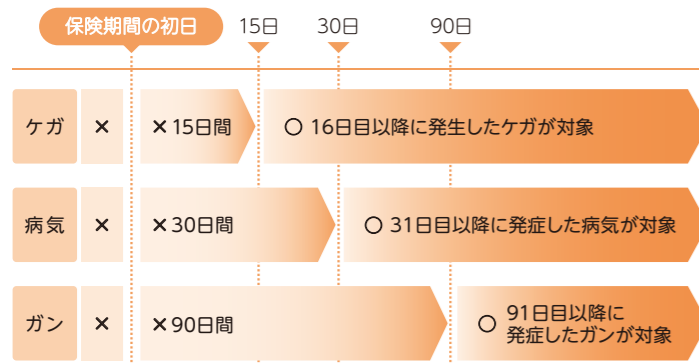 保険期間の初日 15日 30日 90日
ケガ × ×15日間 ○ 16日目以降に発生したケガが対象
病気 × ×30日間 ○ 31日目以降に発症した病気が対象
ガン × ×90日間 ○ 91日目以降に
発症したガンが対象